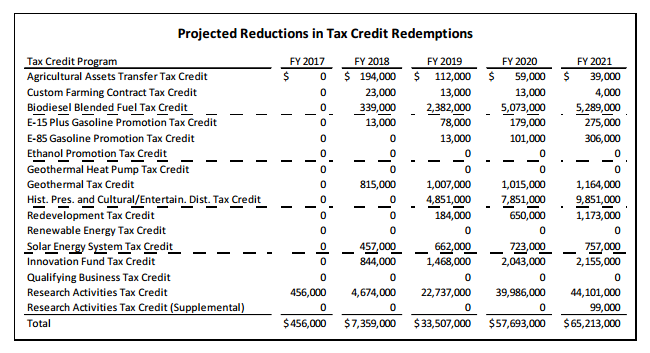 Projected Reductions in Tax Credit Redemptions
Tax Credit Program FY 2017 FY 2018 FY 2019 FY 2020 FY 2021
Agricultural Assets Transfer Tax Credit $ 0 $ 194,000 $ 112,000 $ 59,000 $ 39,000
Custom Farming Contract Tax Credit 0 23,000 13,000 13,000 4,000
Biodiesel Blended Fuel Tax Credit 0 339,000 2,382,000 5,073,000 5,289,000
E-15 Plus Gasoline Promotion Tax Credit 0 13,000 78,000 179,000 275,000
E-85 Gasoline Promotion Tax Credit 0 0 13,000 101,000 306,000
Ethanol Promotion Tax Credit 0 0 0 0 0
Geothermal Heat Pump Tax Credit 0 0 0 0 0
Geothermal Tax Credit 0 815,000 1,007,000 1,015,000 1,164,000
Hist. Pres. and Cultural/Entertain. Dist. Tax Credit 0 0 4,851,000 7,851,000 9,851,000
Redevelopment Tax Credit 0 0 184,000 650,000 1,173,000
Renewable Energy Tax Credit 0 0 0 0 0
Solar Energy System Tax Credit 0 457,000 662,000 723,000 757,000
Innovation Fund Tax Credit 0 844,000 1,468,000 2,043,000 2,155,000
Qualifying Business Tax Credit 0 0 0 0 0
Research Activities Tax Credit 456,000 4,674,000 22,737,000 39,986,000 44,101,000
Research Activities Tax Credit (Supplemental) 0 0 0 0 99,000
Total $456,000 $7,359,000 $33,507,000 $57,693,000 $65,213,000